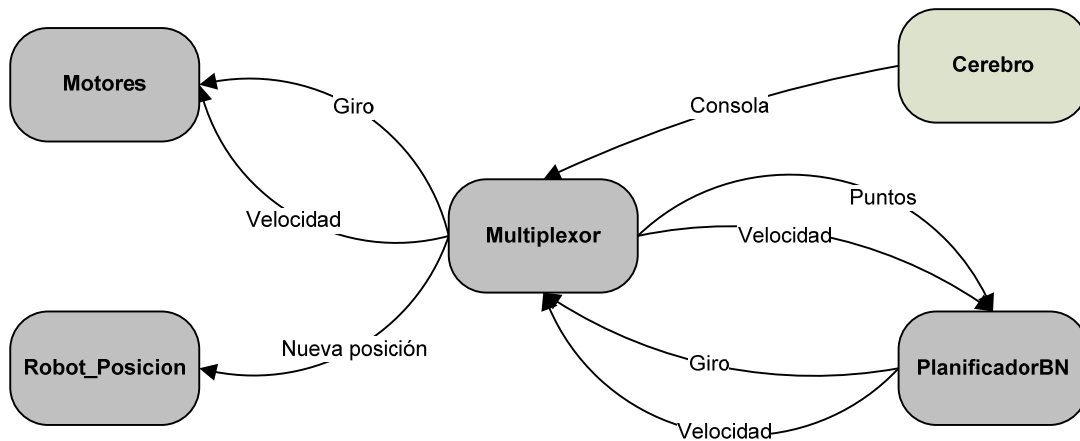 Cerebro
Motores
Giro
Consola
Puntos
Velocidad
Multiplexor
Velocidad
Nueva posición
Giro
Robot_Posicion
PlanificadorBN
Velocidad